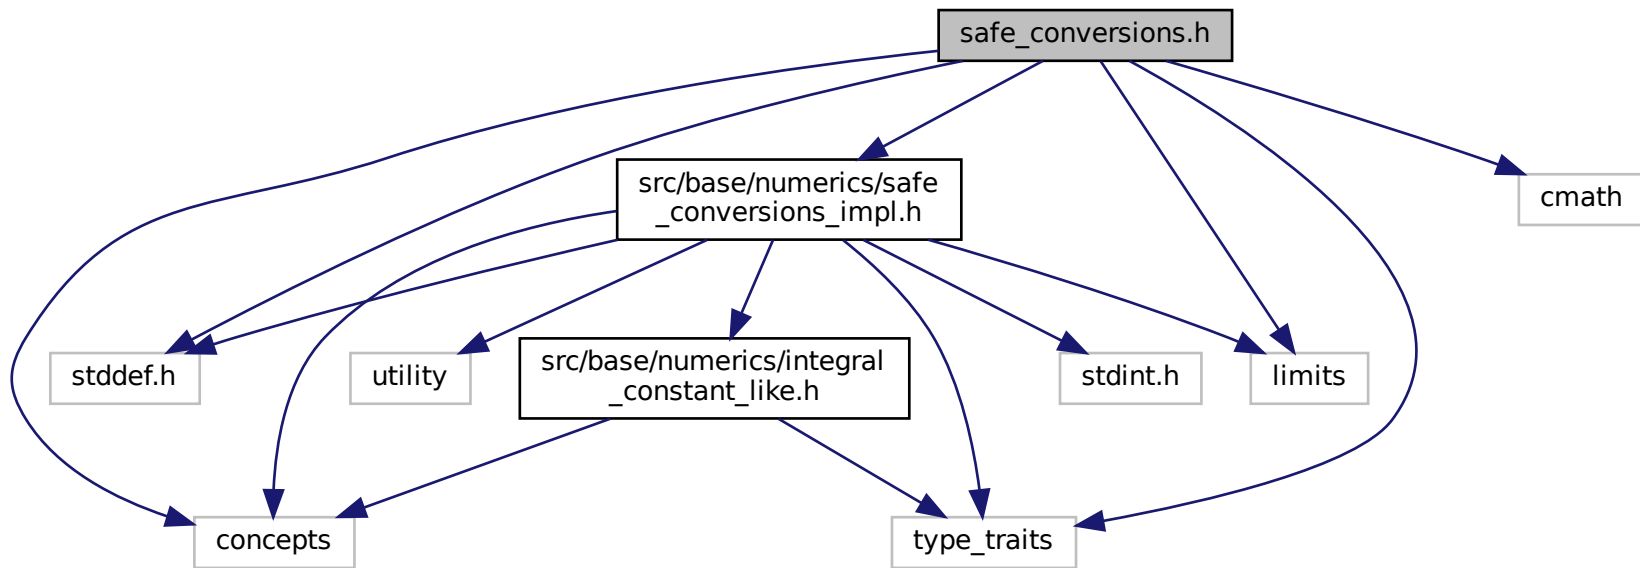 safe_conversions.h
src/base/numerics/safe
_conversions_impl.h
cmath
stddef.h
utility
src/base/numerics/integral
_constant_like.h
stdint.h
limits
concepts
type_traits